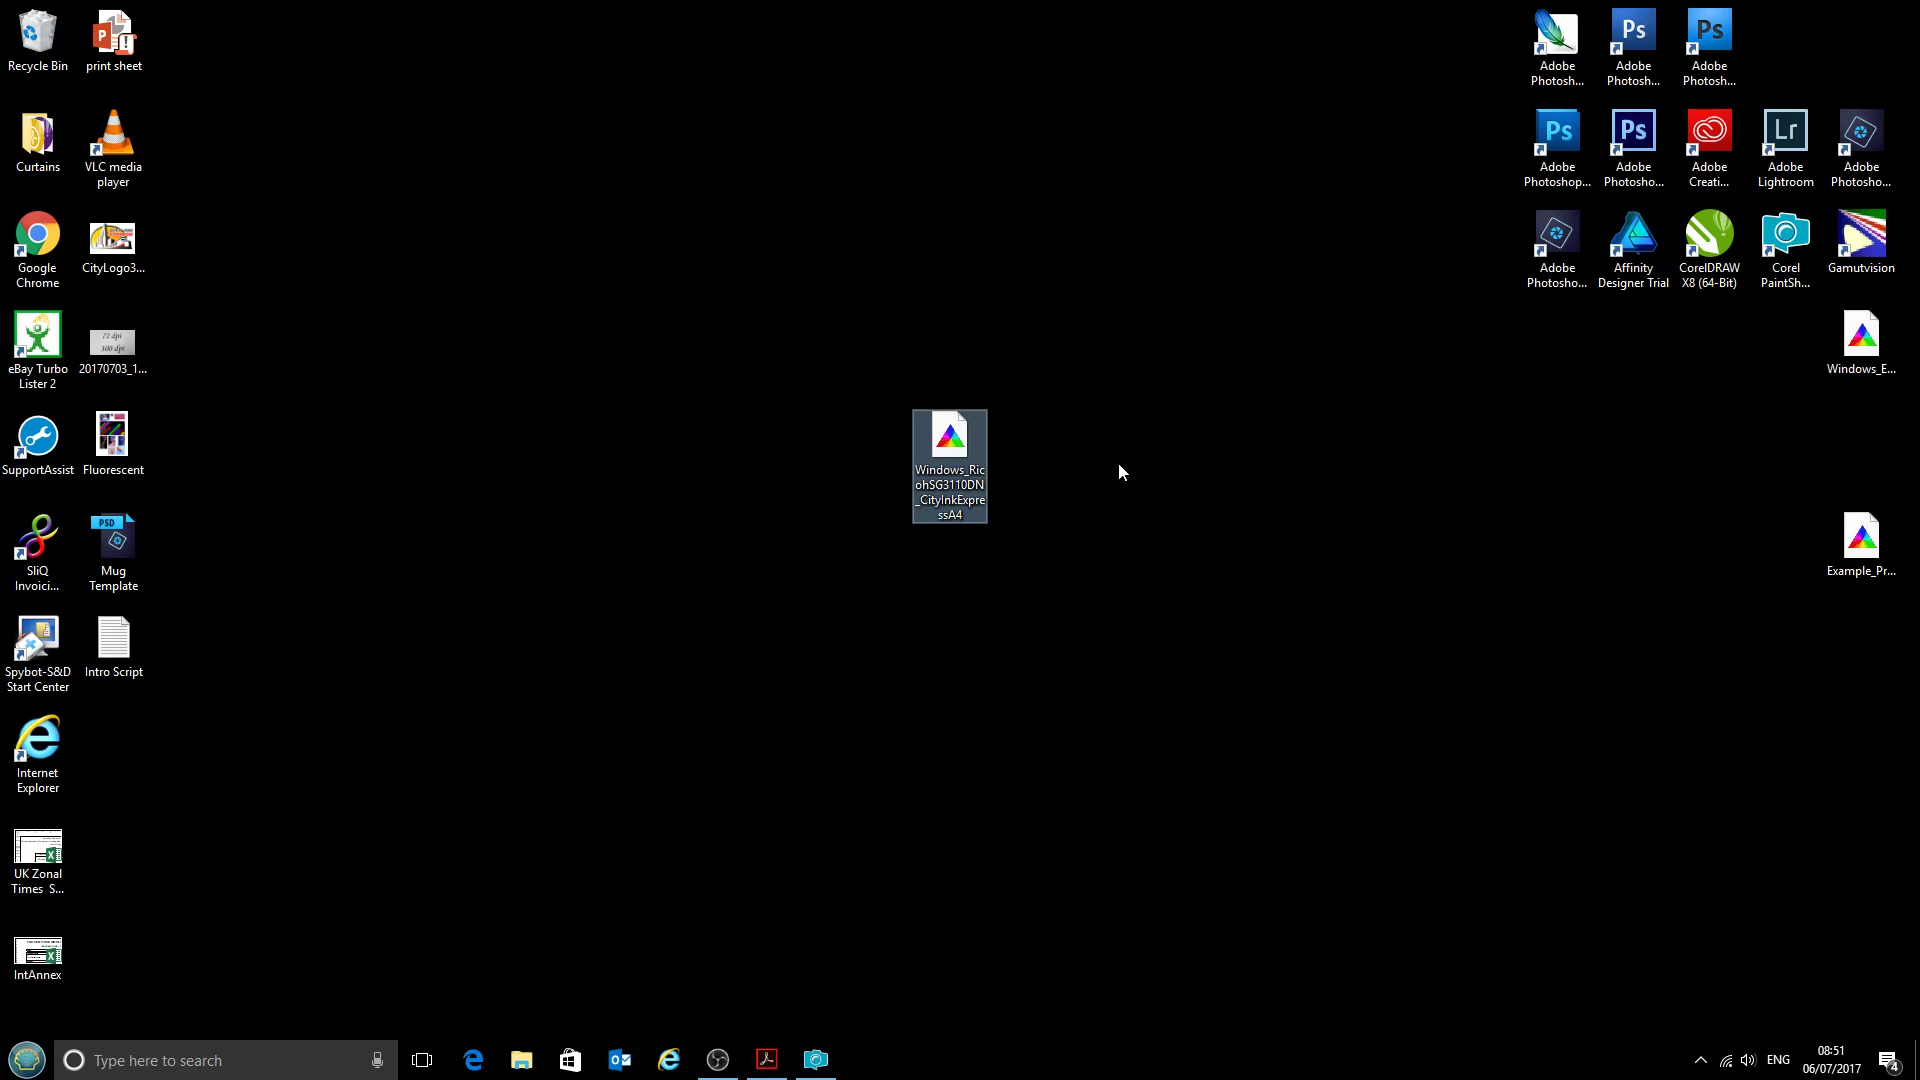 Recycle Bin
print sheet
Curtains
VLC media
player
Google
Chrome
CityLogo3...
eBay Turbo
Lister 2
72 dpi
300 dpi
20170703_1...
SupportAssist
Fluorescent
SliQ
Invoici...
PSD
Mug
Template
Spybot-S&D
Start Center
Intro Script
Internet
Explorer
UK Zonal
Times S...
IntAnnex
Windows_Ric
ohSG3110DN
_CityInkExpre
ssA4
Adobe
Photosh...
Ps
Adobe
Photosh...
Ps
Adobe
Photosh...
Ps
Adobe
Photoshop...
Ps
Adobe
Photosho...
Adobe
Creati...
Lr
Adobe
Lightroom
Adobe
Photosho...
Adobe
Photosho...
Affinity
Designer Trial
CorelDRAW
X8 (64-Bit)
Corel
PaintSh...
Gamutvision
Windows_E...
Example_Pr...
Type here to search
ENG
08:51
06/07/2017
4